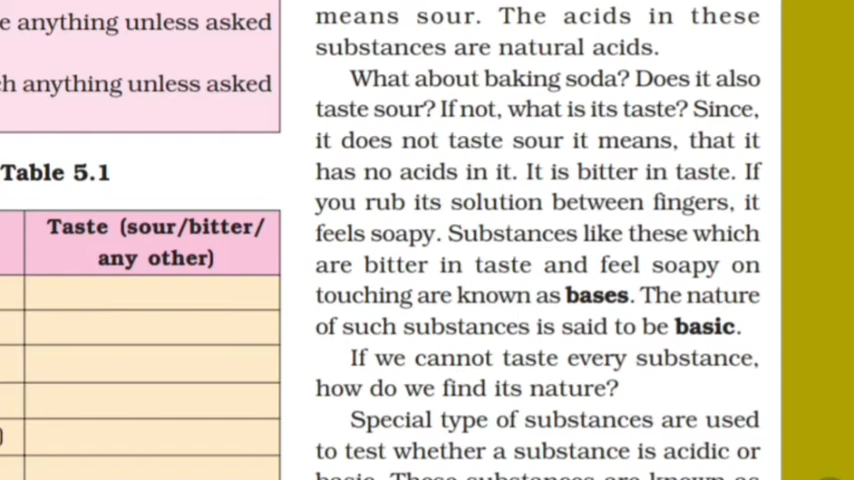 e anything unless asked
h anything unless asked
Table 5.1
Taste (sour/bitter/
any other)
)
means sour. The acids in these
substances are natural acids.
What about baking soda? Does it also
taste sour? If not, what is its taste? Since,
it does not taste sour it means, that it
has no acids in it. It is bitter in taste. If
you rub its solution between fingers, it
feels soapy. Substances like these which
are bitter in taste and feel soapy on
touching are known as bases. The nature
of such substances is said to be basic.
If we cannot taste every substance,
how do we find its nature?
Special type of substances are used
to test whether a substance is acidic or
basic. These substances are known as